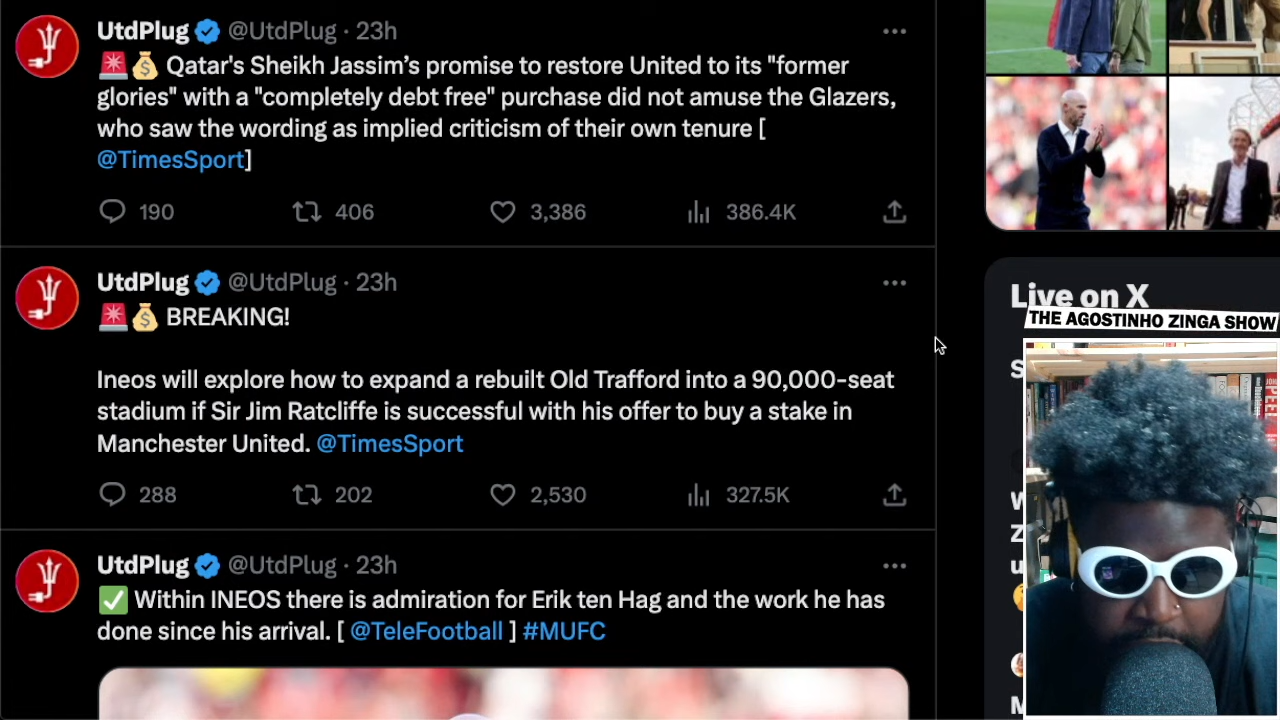 UtdPlug @UtdPlug · 23h
🚨💰 Qatar's Sheikh Jassim’s promise to restore United to its "former
glories" with a "completely debt free" purchase did not amuse the Glazers,
who saw the wording as implied criticism of their own tenure [
@TimesSport]
190 406 3,386 386.4K
UtdPlug @UtdPlug · 23h
🚨💰 BREAKING!
Ineos will explore how to expand a rebuilt Old Trafford into a 90,000-seat
stadium if Sir Jim Ratcliffe is successful with his offer to buy a stake in
Manchester United. @TimesSport
288 202 2,530 327.5K
UtdPlug @UtdPlug · 23h
✅ Within INEOS there is admiration for Erik ten Hag and the work he has
done since his arrival. [ @TeleFootball ] #MUFC
Live on X
THE AGOSTINHO ZINGA SHOW